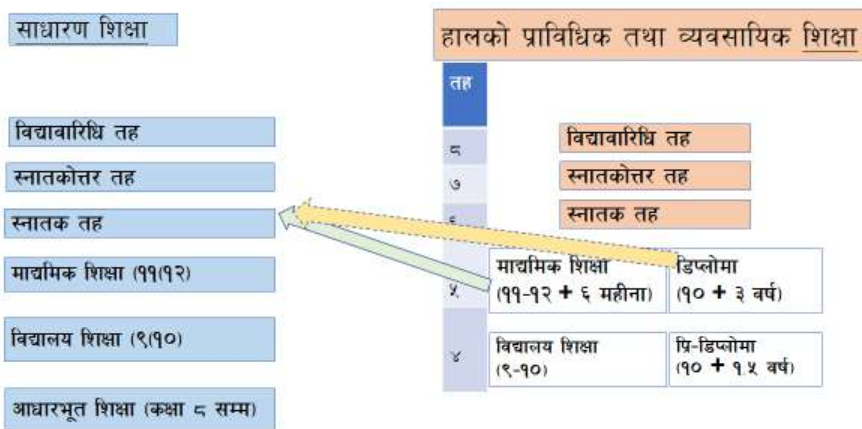 साधारण शिक्षा
विद्यावारिधि तह
स्नातकोत्तर तह
स्नातक तह
माद्यमिक शिक्षा (११(१२)
विद्यालय शिक्षा (९(१०)
आधारभूत शिक्षा (कक्षा ८ सम्म)
हालको प्राविधिक तथा व्यवसायिक शिक्षा
तह
८
विद्यावारिधि तह
७
स्नातकोत्तर तह
६
स्नातक तह
५
माद्यमिक शिक्षा
(११-१२ + ६ महीना)
डिप्लोमा
(१० + ३ वर्ष)
४
विद्यालय शिक्षा
(९-१०)
प्रि-डिप्लोमा
(१० + १.५ वर्ष)